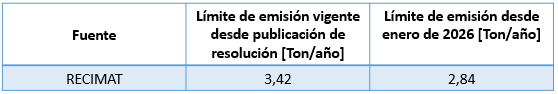 Fuente
Límite de emisión vigente
desde publicación de
resolución [Ton/año]
Límite de emisión desde
enero de 2026 [Ton/año]
RECIMAT
3,42
2,84